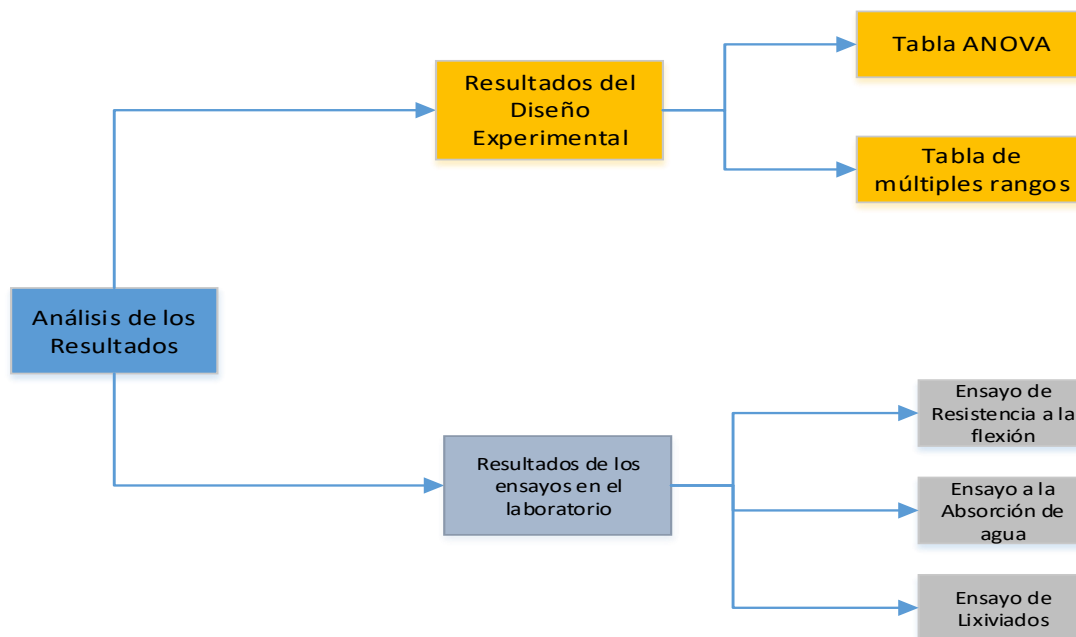 Análisis de los
Resultados
Resultados del
Diseño
Experimental
Tabla ANOVA
Tabla de
múltiples rangos
Resultados de los
ensayos en el
laboratorio
Ensayo de
Resistencia a la
flexión
Ensayo a la
Absorción de
agua
Ensayo de
Lixiviados